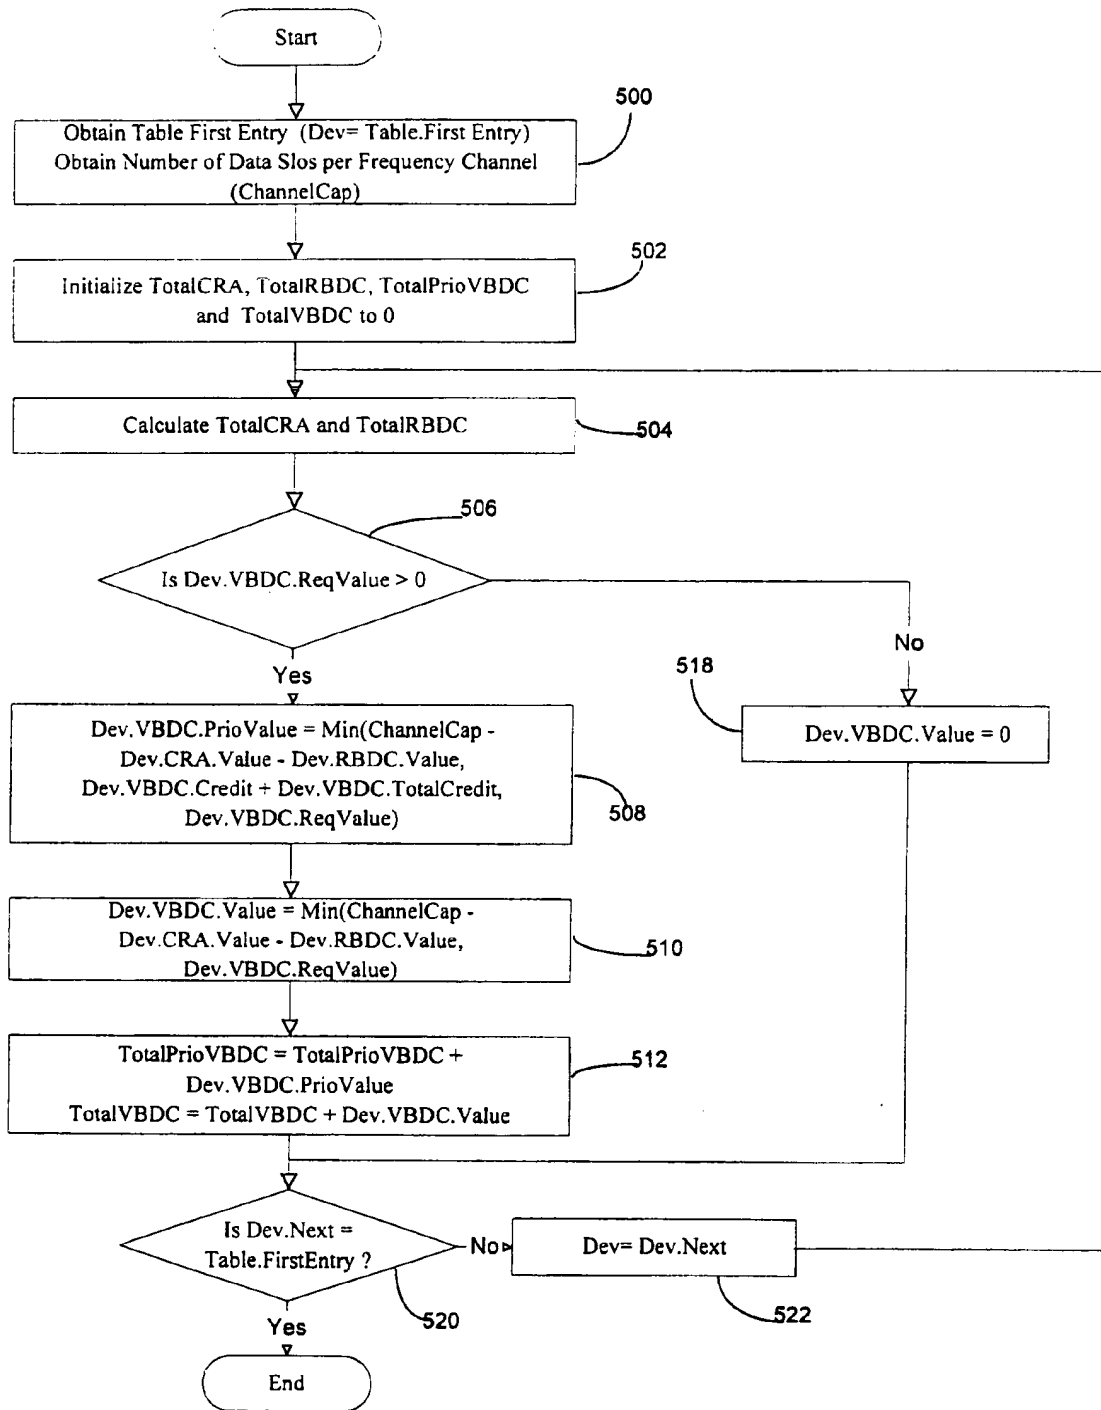 Start
500
Obtain Table First Entry (Dev= Table.First Entry)
Obtain Number of Data Slos per Frequency Channel
(ChannelCap)
502
Initialize TotalCRA, TotalRBDC, TotalPrioVBDC
and TotalVBDC to 0
Calculate TotalCRA and TotalRBDC
504
506
Is Dev.VBDC.ReqValue > 0
No
Yes
518
Dev.VBDC.Value = 0
Dev.VBDC.PrioValue = Min(ChannelCap -
Dev.CRA.Value - Dev.RBDC.Value,
Dev.VBDC.Credit + Dev.VBDC.TotalCredit,
Dev.VBDC.ReqValue)
508
Dev.VBDC.Value = Min(ChannelCap -
Dev.CRA.Value - Dev.RBDC.Value,
Dev.VBDC.ReqValue)
510
TotalPrioVBDC = TotalPrioVBDC +
Dev.VBDC.PrioValue
TotalVBDC = TotalVBDC + Dev.VBDC.Value
512
Is Dev.Next =
Table.FirstEntry ?
No
Dev= Dev.Next
520
522
Yes
End